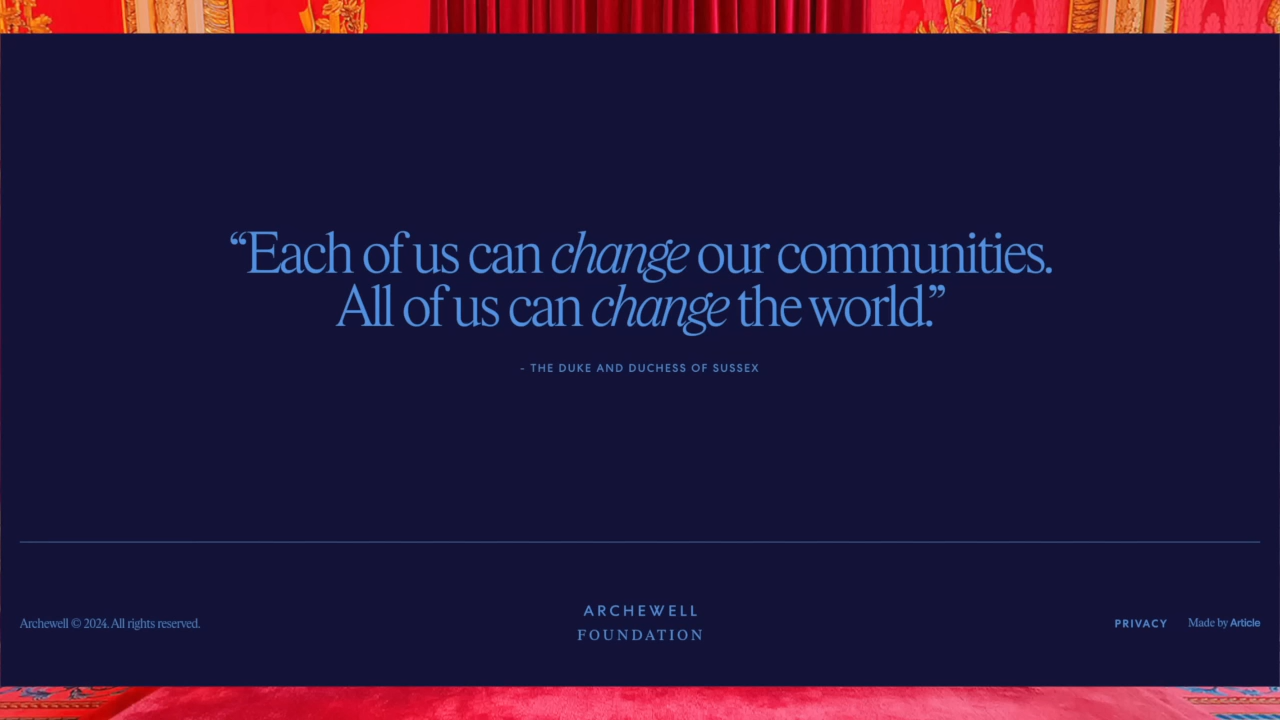 “Each of us can change our communities.
All of us can change the world.”
- THE DUKE AND DUCHESS OF SUSSEX
Archewell © 2024. All rights reserved.
ARCHEWELL
FOUNDATION
PRIVACY
Made by Article